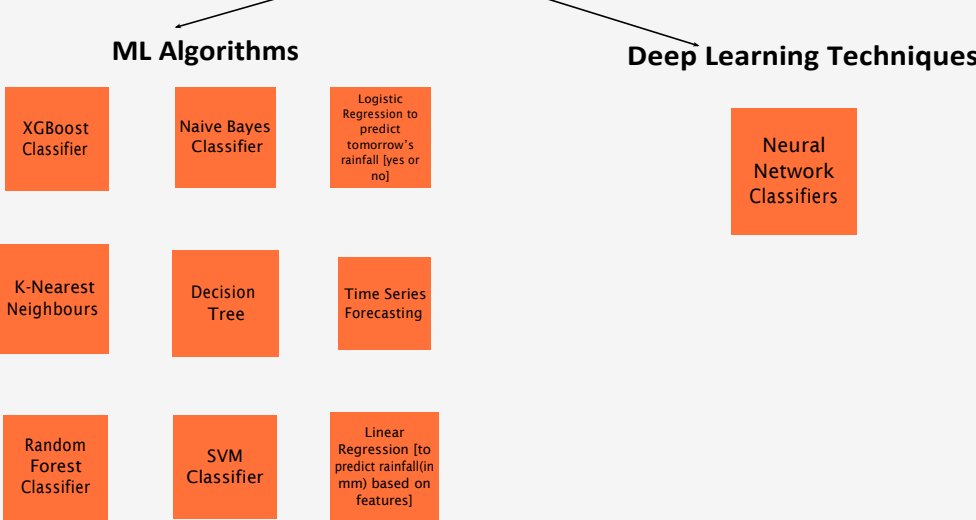 ML Algorithms
Deep Learning Techniques
XGBoost
Classifier
Naive Bayes
Classifier
Logistic
Regression to
predict
tomorrow's
rainfall [yes or
no]
Neural
Network
Classifiers
K-Nearest
Neighbours
Decision
Tree
Time Series
Forecasting
Random
Forest
Classifier
SVM
Classifier
Linear
Regression [to
predict rainfall(in
mm) based on
features]